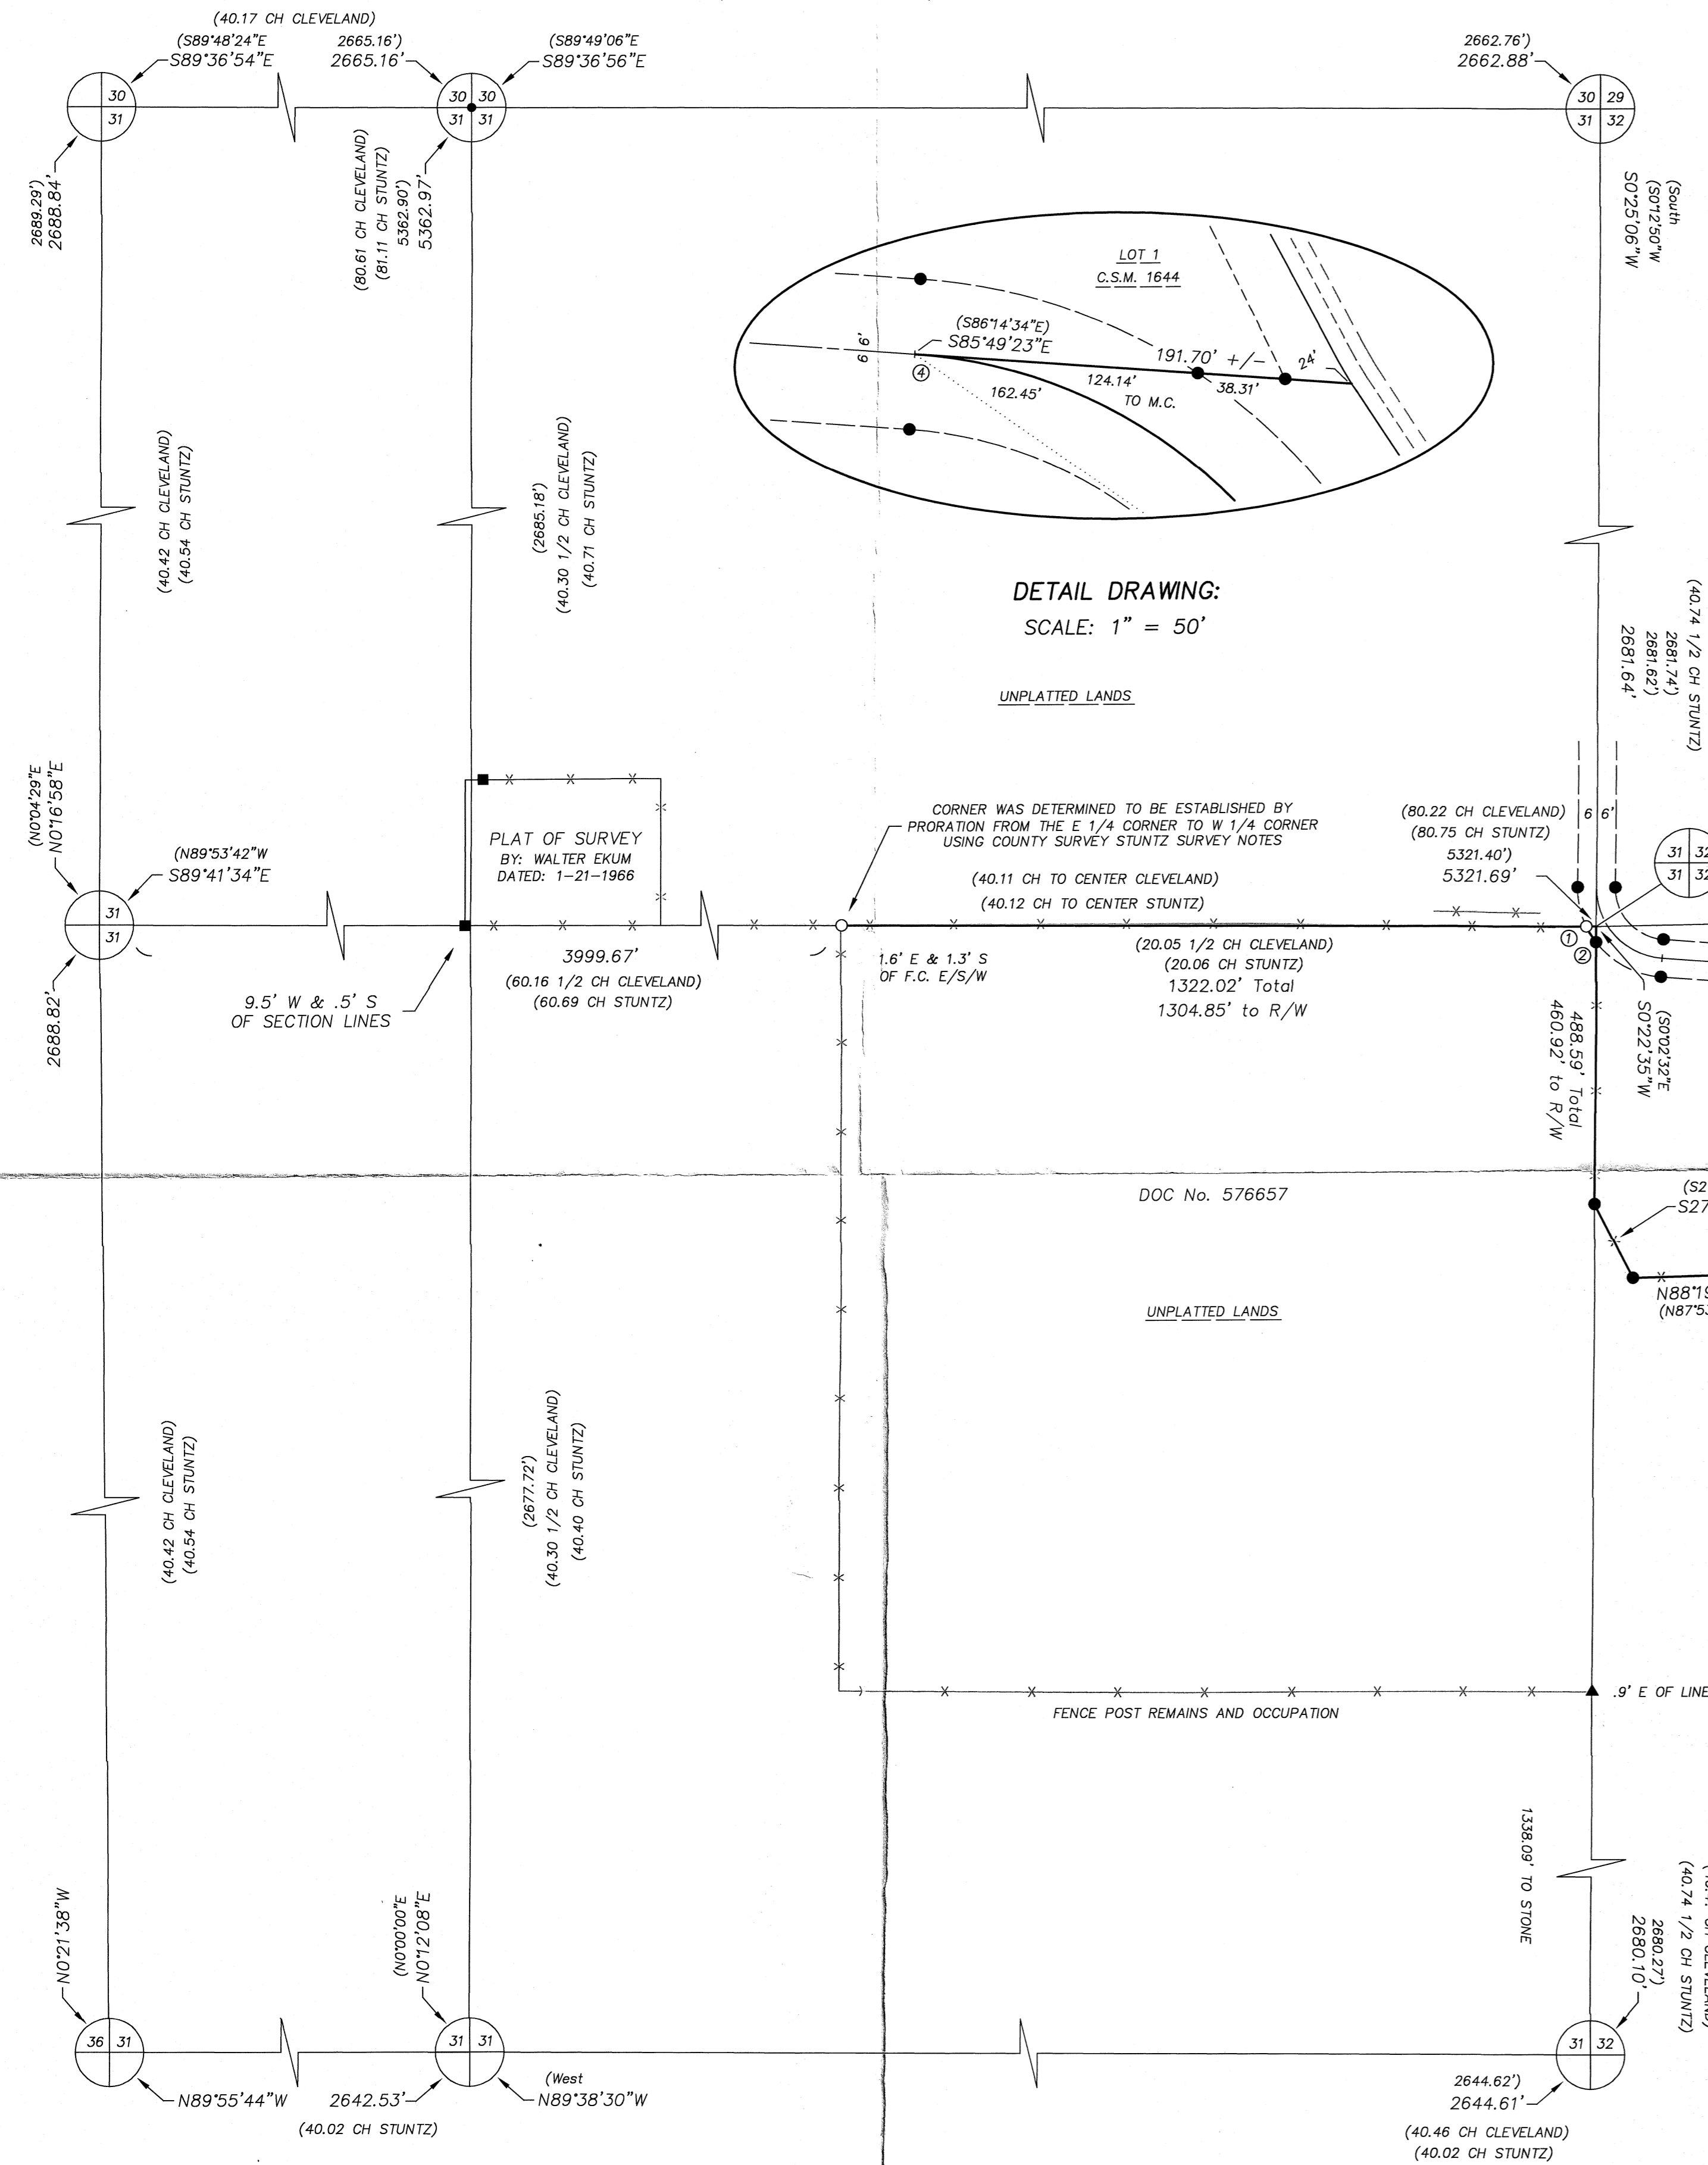 (40.17 CH CLEVELAND)
(S89°48'24"E 2665.16')
S89°36'54"E 2665.16'
(S89°49'06"E 2662.76')
S89°36'56"E 2662.88'
30
31
30 30
31 31
30 29
31 32
2689.29')
2688.84'
(80.61 CH CLEVELAND)
(81.11 CH STUNTZ)
5362.90')
5362.97'
(South
(S0°12'50"W
S0°25'06"W
LOT 1
C.S.M. 1644
(S86°14'34"E)
S85°49'23"E
6 6'
4
191.70' +/-
24'
124.14'
38.31'
162.45'
TO M.C.
(40.42 CH CLEVELAND)
(40.54 CH STUNTZ)
(2685.18')
(40.30 1/2 CH CLEVELAND)
(40.71 CH STUNTZ)
DETAIL DRAWING:
SCALE: 1" = 50'
(40.74 1/2 CH STUNTZ)
2681.74')
2681.62')
2681.64'
UNPLATTED LANDS
(N0°04'29"E
N0°16'58"E
(N89°53'42"W
S89°41'34"E
31
31
PLAT OF SURVEY
BY: WALTER EKUM
DATED: 1-21-1966
CORNER WAS DETERMINED TO BE ESTABLISHED BY
PRORATION FROM THE E 1/4 CORNER TO W 1/4 CORNER
USING COUNTY SURVEY STUNTZ SURVEY NOTES
(80.22 CH CLEVELAND)
(80.75 CH STUNTZ)
5321.40')
5321.69'
6 6'
31 32
31 32
(40.11 CH TO CENTER CLEVELAND)
(40.12 CH TO CENTER STUNTZ)
1
2
2688.82'
9.5' W & .5' S
OF SECTION LINES
3999.67'
(60.16 1/2 CH CLEVELAND)
(60.69 CH STUNTZ)
1.6' E & 1.3' S
OF F.C. E/S/W
(20.05 1/2 CH CLEVELAND)
(20.06 CH STUNTZ)
1322.02' Total
1304.85' to R/W
488.59' Total
460.92' to R/W
(S0°02'32"E
S0°22'35"W
DOC No. 576657
(S2
S27
N88°19
(N87°53
UNPLATTED LANDS
(40.42 CH CLEVELAND)
(40.54 CH STUNTZ)
(2677.72')
(40.30 1/2 CH CLEVELAND)
(40.40 CH STUNTZ)
.9' E OF LINE
FENCE POST REMAINS AND OCCUPATION
1338.09' TO STONE
N0°21'38"W
(N0°00'00"E
N0°12'08"E
(40.74 1/2 CH STUNTZ)
2680.27')
2680.10'
36 31
31 31
31 32
N89°55'44"W
2642.53'
(40.02 CH STUNTZ)
(West
N89°38'30"W
2644.62')
2644.61'
(40.46 CH CLEVELAND)
(40.02 CH STUNTZ)